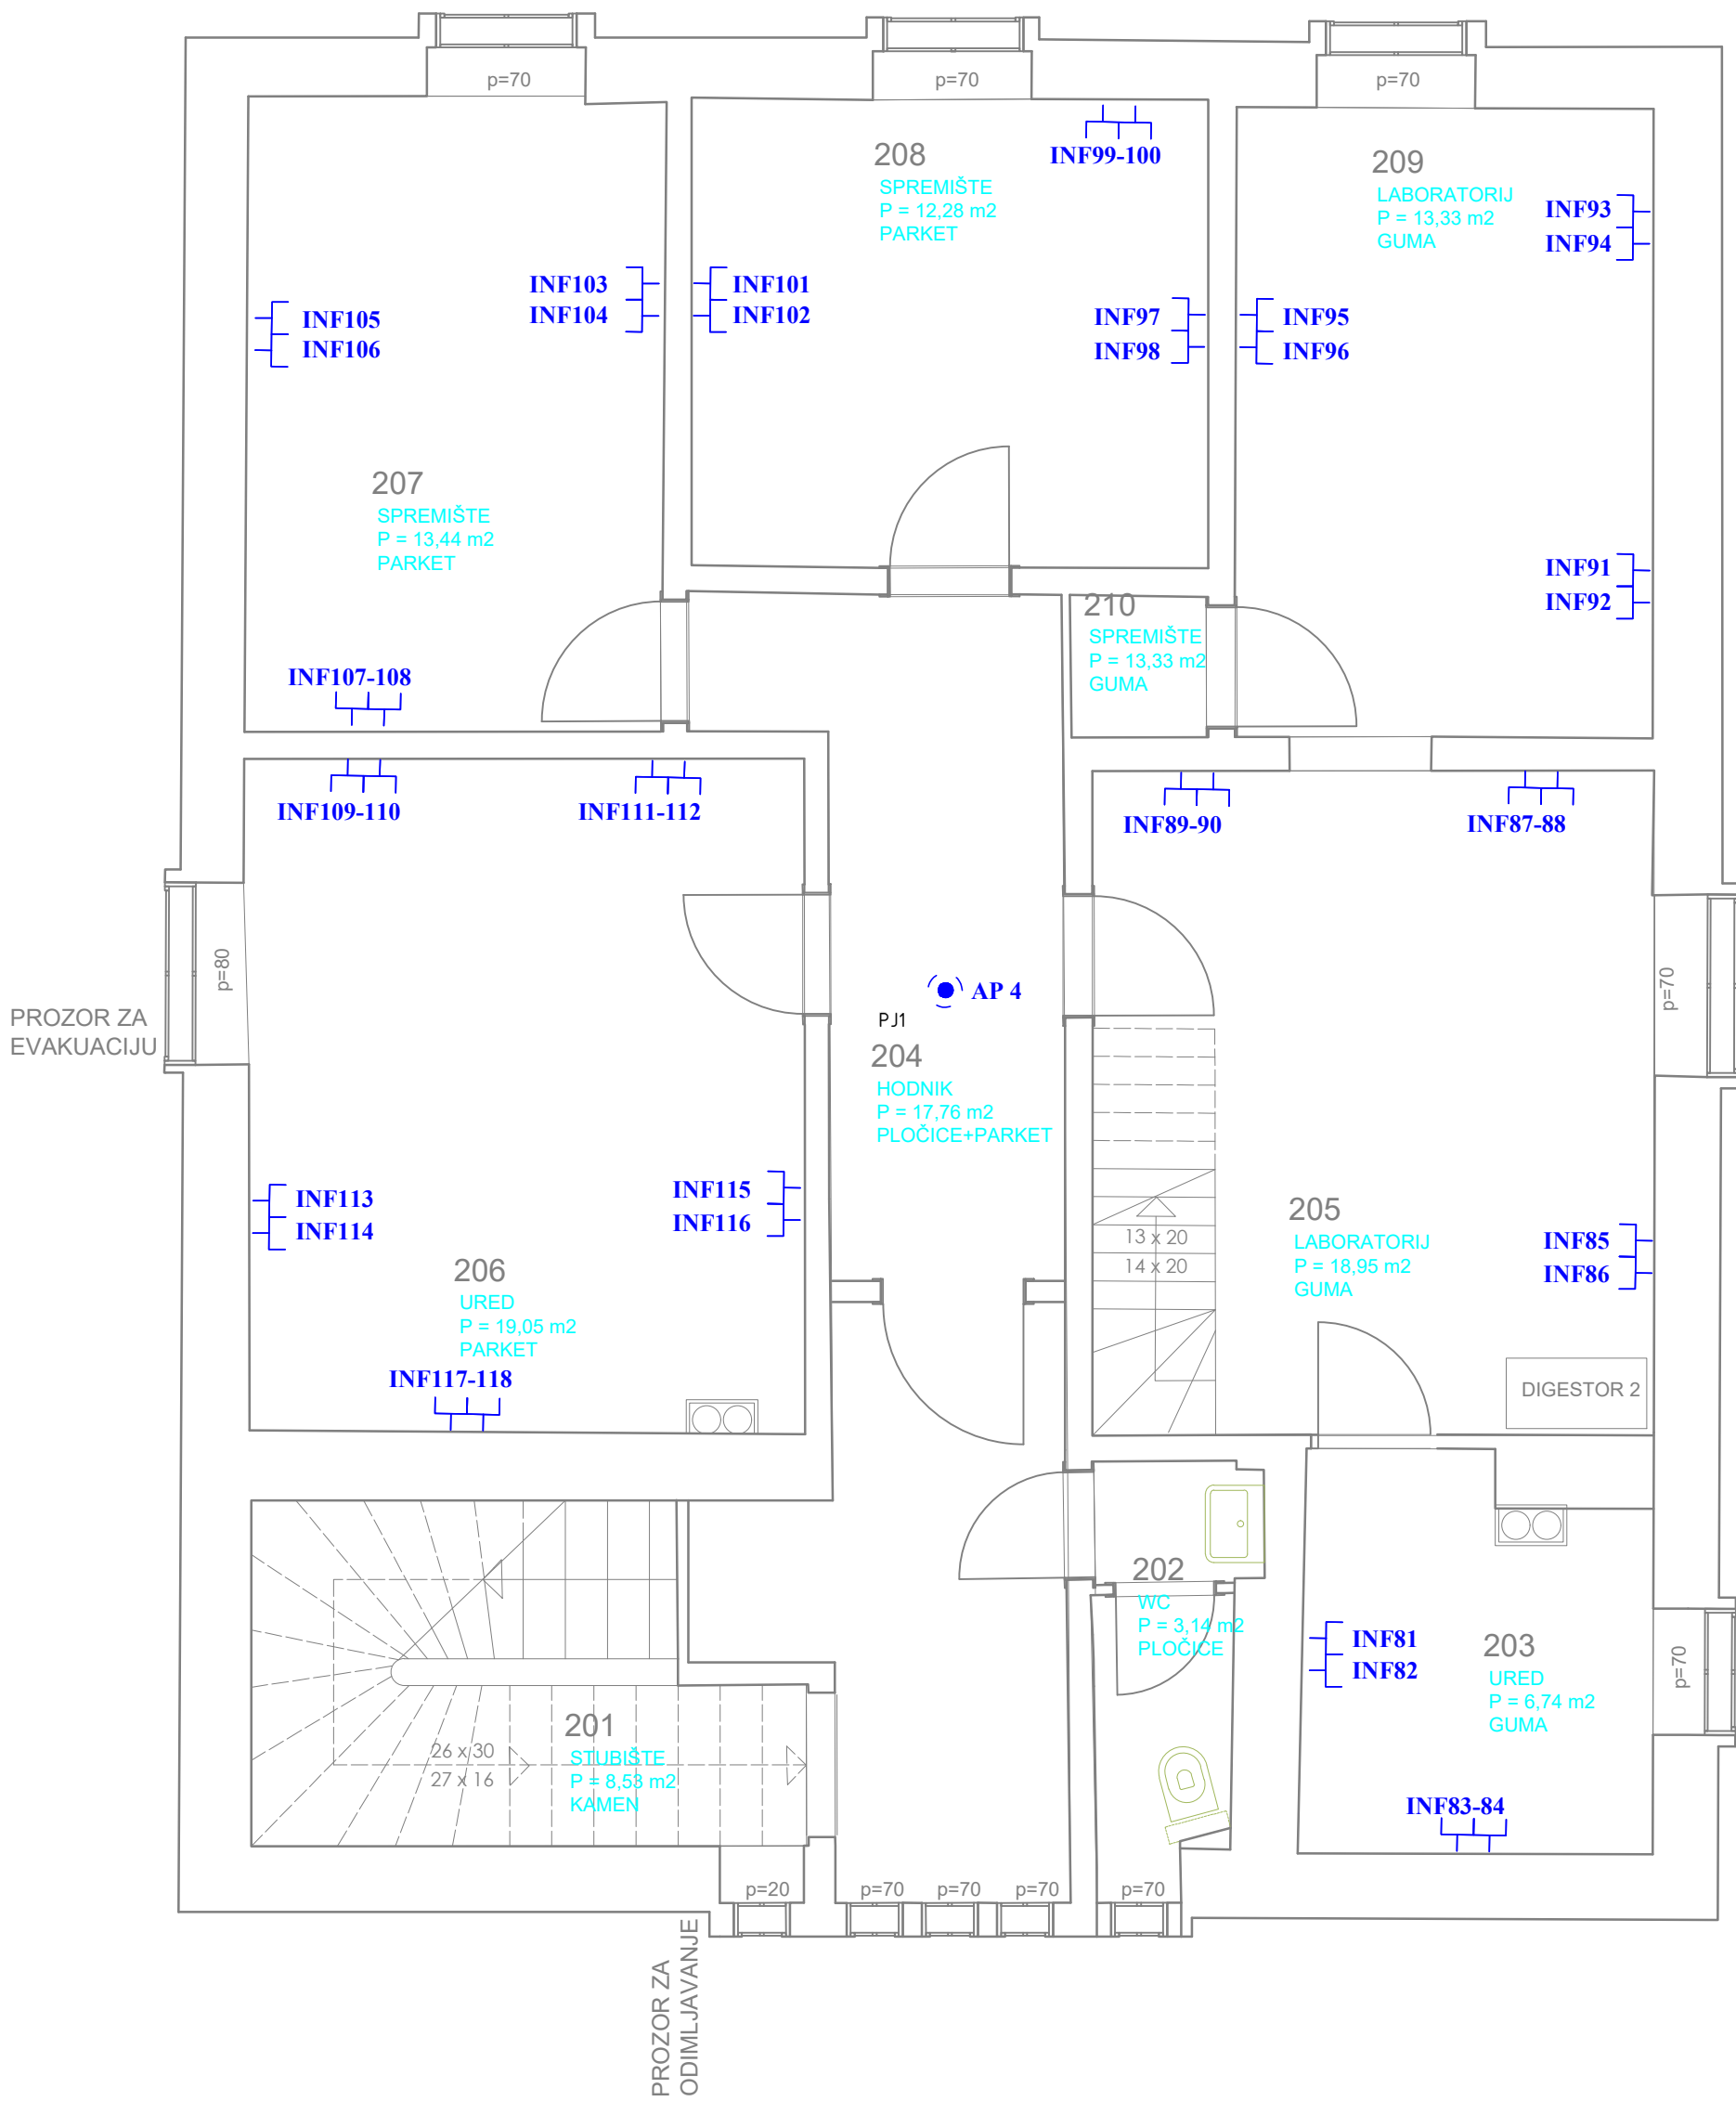 p=70
p=70
p=70
208
SPREMIŠTE
P = 12,28 m2
PARKET
INF99-100
209
LABORATORIJ
P = 13,33 m2
GUMA
INF93
INF94
INF103
INF104
INF101
INF102
INF105
INF106
INF97
INF98
INF95
INF96
207
SPREMIŠTE
P = 13,44 m2
PARKET
INF91
INF92
210
SPREMIŠTE
P = 13,33 m2
GUMA
INF107-108
INF109-110
INF111-112
INF89-90
INF87-88
p=80
PROZOR ZA
EVAKUACIJU
AP 4
PJ1
204
HODNIK
P = 17,76 m2
PLOČICE+PARKET
p=70
INF113
INF114
INF115
INF116
206
URED
P = 19,05 m2
PARKET
INF117-118
13 x 20
14 x 20
205
LABORATORIJ
P = 18,95 m2
GUMA
INF85
INF86
DIGESTOR 2
202
WC
P = 3,14 m2
PLOČICE
INF81
INF82
203
URED
P = 6,74 m2
GUMA
p=70
201
STUBIŠTE
P = 8,53 m2
KAMEN
26 x 30
27 x 16
INF83-84
p=20
p=70
p=70
p=70
p=70
PROZOR ZA
ODIMLJAVANJE